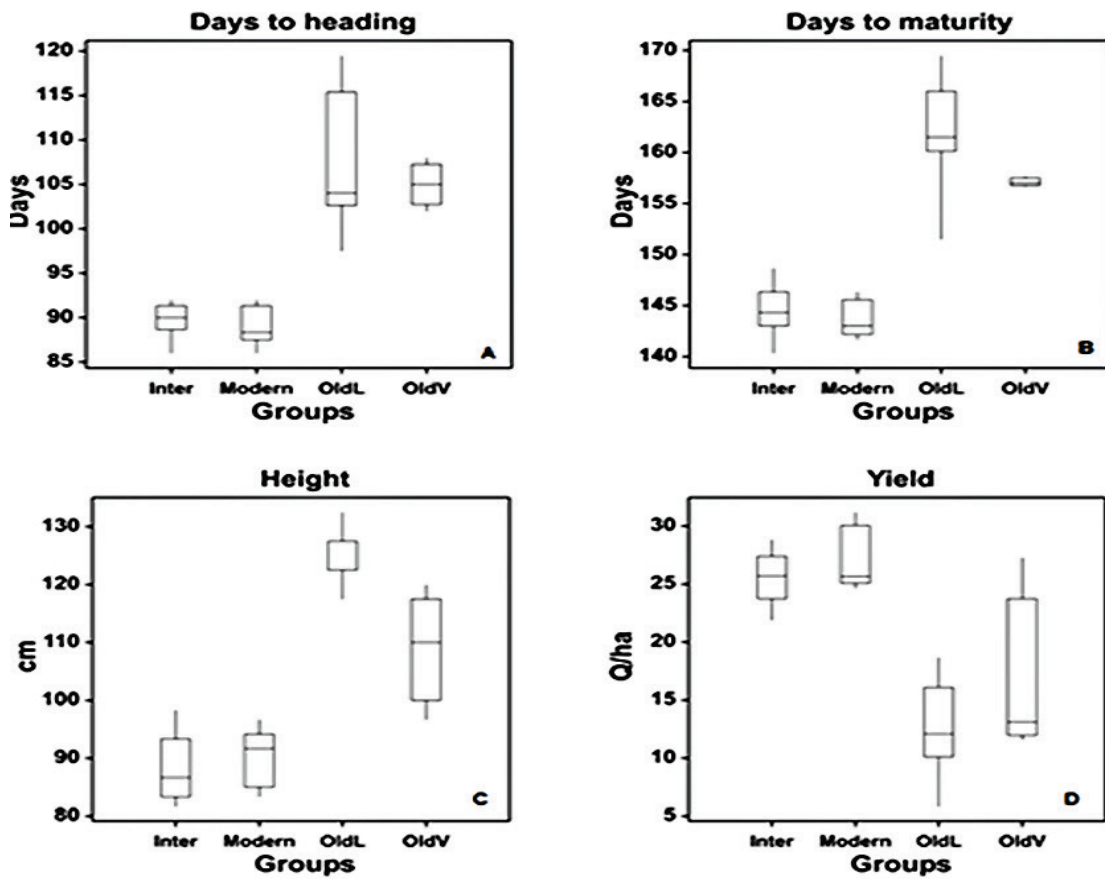 Days to heading
120
115
110
105
100
95
90
85
Days
A
Inter Modern OldL OldV
Groups
Days to maturity
170
165
160
155
150
145
140
Days
B
Inter Modern OldL OldV
Groups
Height
130
120
110
100
90
80
cm
C
Inter Modern OldL OldV
Groups
Yield
30
25
20
15
10
5
Q/ha
D
Inter Modern OldL OldV
Groups